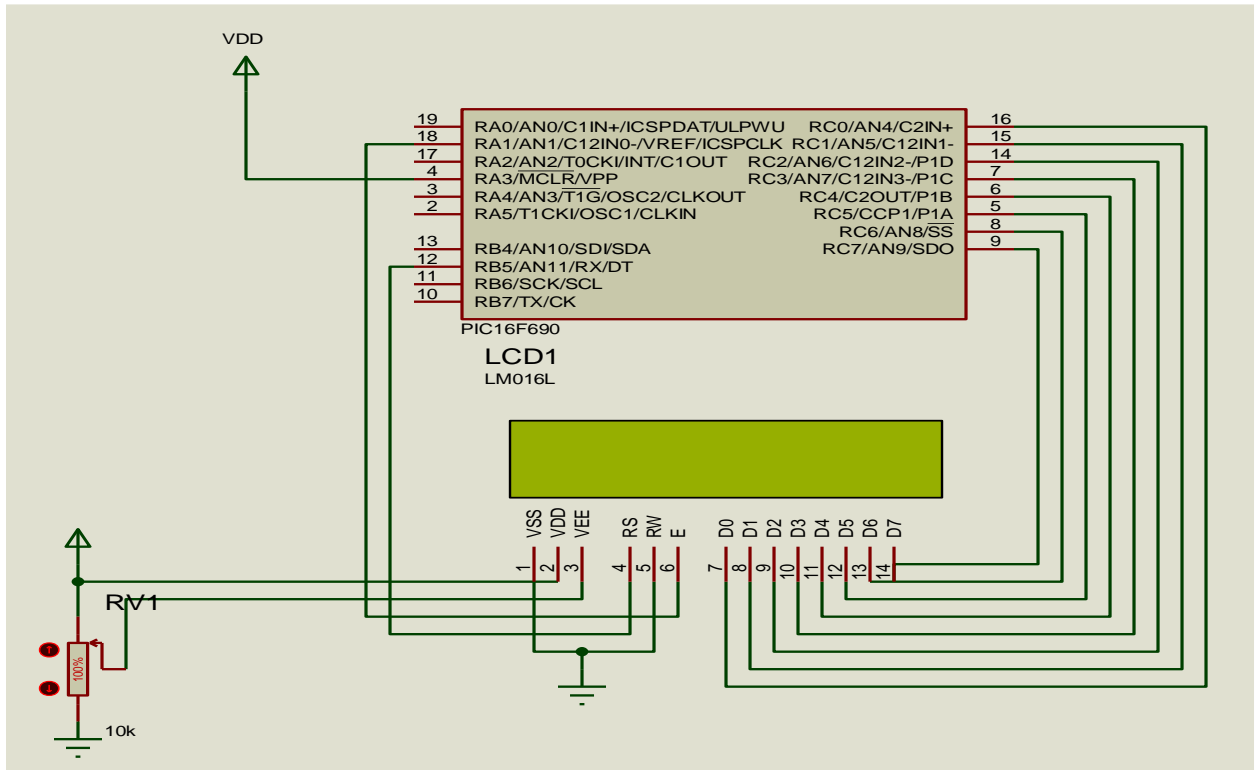 VDD
19 RA0/AN0/C1IN+/ICSPDAT/ULPWU RC0/AN4/C2IN+ 16
18 RA1/AN1/C12IN0-/VREF/ICSPCLK RC1/AN5/C12IN1- 15
17 RA2/AN2/T0CKI/INT/C1OUT RC2/AN6/C12IN2-/P1D 14
4 RA3/MCLR/VPP RC3/AN7/C12IN3-/P1C 7
3 RA4/AN3/T1G/OSC2/CLKOUT RC4/C2OUT/P1B 6
2 RA5/T1CKI/OSC1/CLKIN RC5/CCP1/P1A 5
RC6/AN8/SS 8
13 RB4/AN10/SDI/SDA RC7/AN9/SDO 9
12 RB5/AN11/RX/DT
11 RB6/SCK/SCL
10 RB7/TX/CK
PIC16F690
LCD1
LM016L
VSS VDD VEE RS RW E D0 D1 D2 D3 D4 D5 D6 D7
1 2 3 4 5 6 7 8 9 10 11 12 13 14
RV1
100%
10k